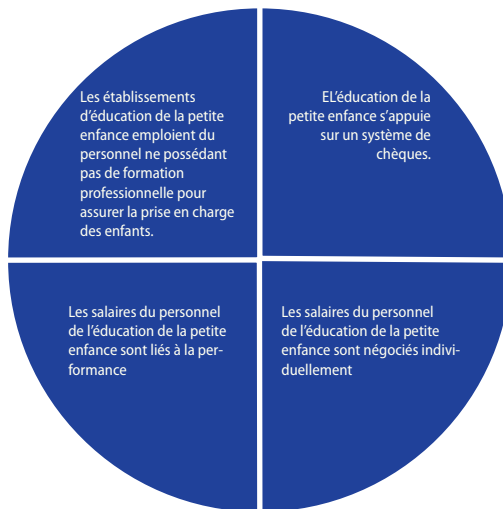 Les établissements
d'éducation de la petite
enfance emploient du
personnel ne possédant
pas de formation
professionnelle pour
assurer la prise en charge
des enfants.
EL'éducation de la
petite enfance s'appuie
sur un système de
chèques.
Les salaires du personnel
de l'éducation de la petite
enfance sont liés à la per-
formance
Les salaires du personnel
de l'éducation de la petite
enfance sont négociés indivi-
duellement